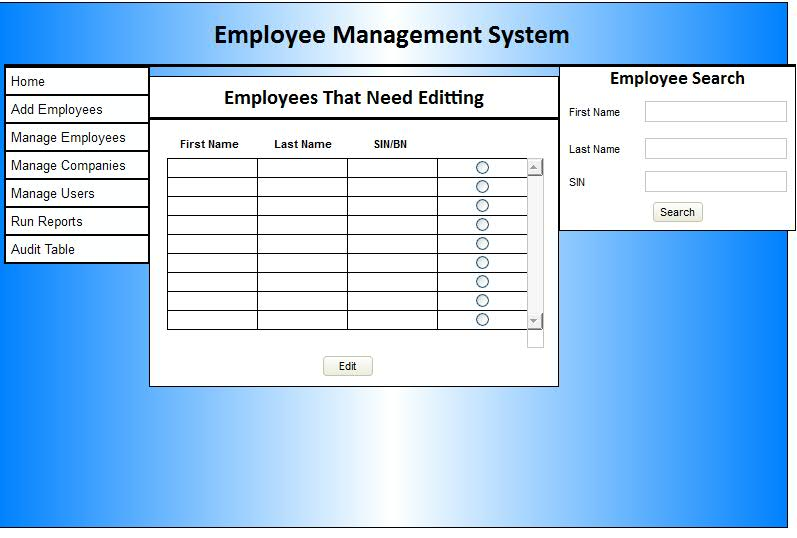 Employee Management System
Home
Add Employees
Manage Employees
Manage Companies
Manage Users
Run Reports
Audit Table
Employees That Need Editting
First Name Last Name SIN/BN
Edit
Employee Search
First Name
Last Name
SIN
Search